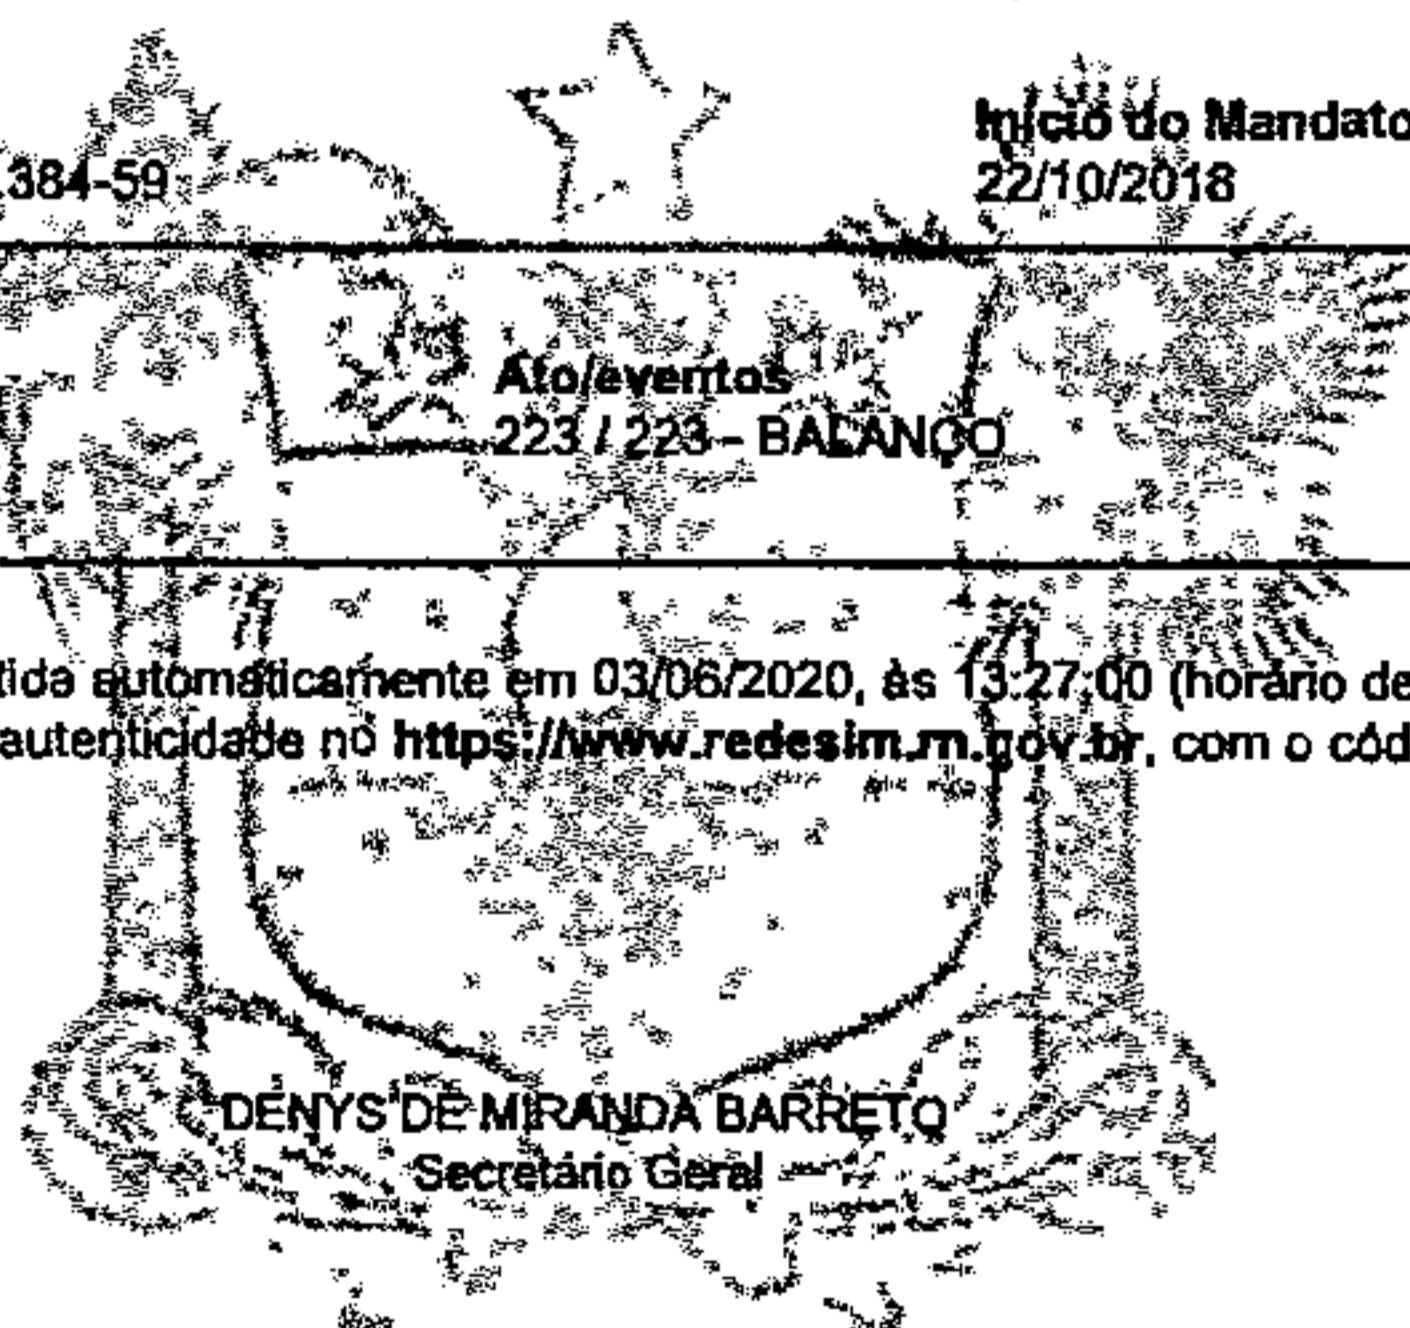 Início do Mandato
.384-59
22/10/2018
Ato/eventos
223 / 223 - BALANÇO
tida automaticamente em 03/06/2020, às 13:27:00 (horário de
autenticidade no https://www.redesim.rn.gov.br, com o cód
DENYS DE MIRANDA BARRETO
Secretário Geral